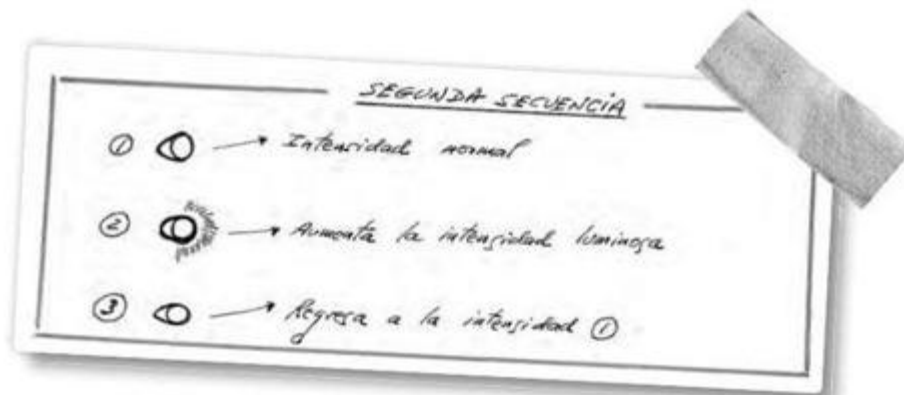 SEGUNDA SECUENCIA
① → Intensidad normal
② → Aumenta la intensidad luminosa
③ → Regresa a la intensidad ①